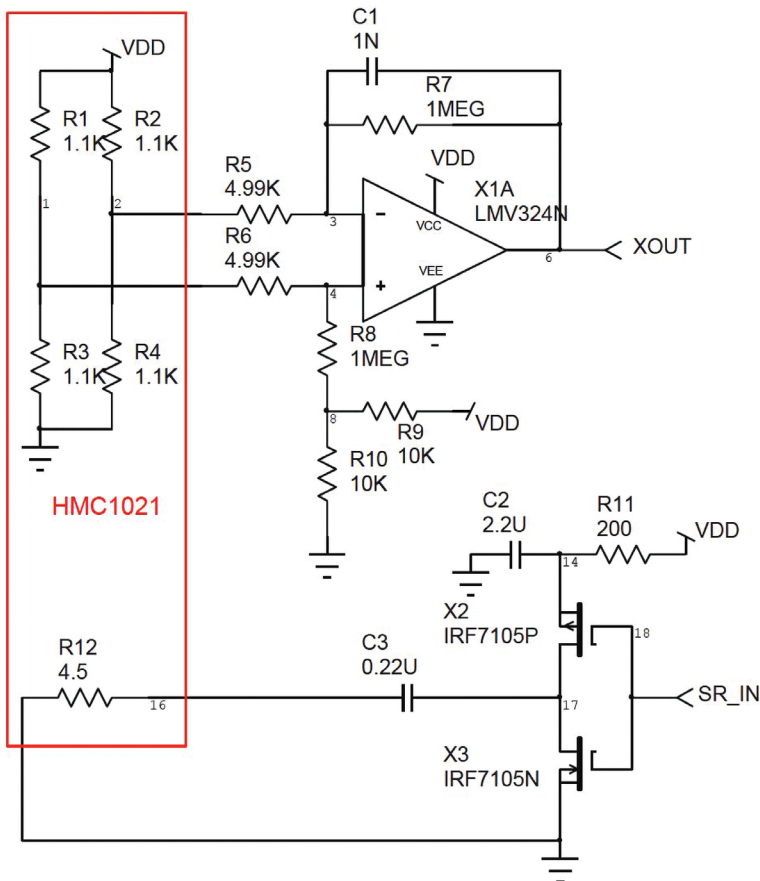 C1
1N
VDD
R7
1MEG
R1
1.1K
R2
1.1K
VDD
R5
4.99K
X1A
LMV324N
1
2
3
-
VCC
R6
4.99K
VEE
6
XOUT
4
+
R3
1.1K
R4
1.1K
R8
1MEG
8
VDD
R9
10K
R10
10K
HMC1021
C2
2.2U
R11
200
VDD
14
X2
IRF7105P
18
R12
4.5
C3
0.22U
16
17
SR_IN
X3
IRF7105N